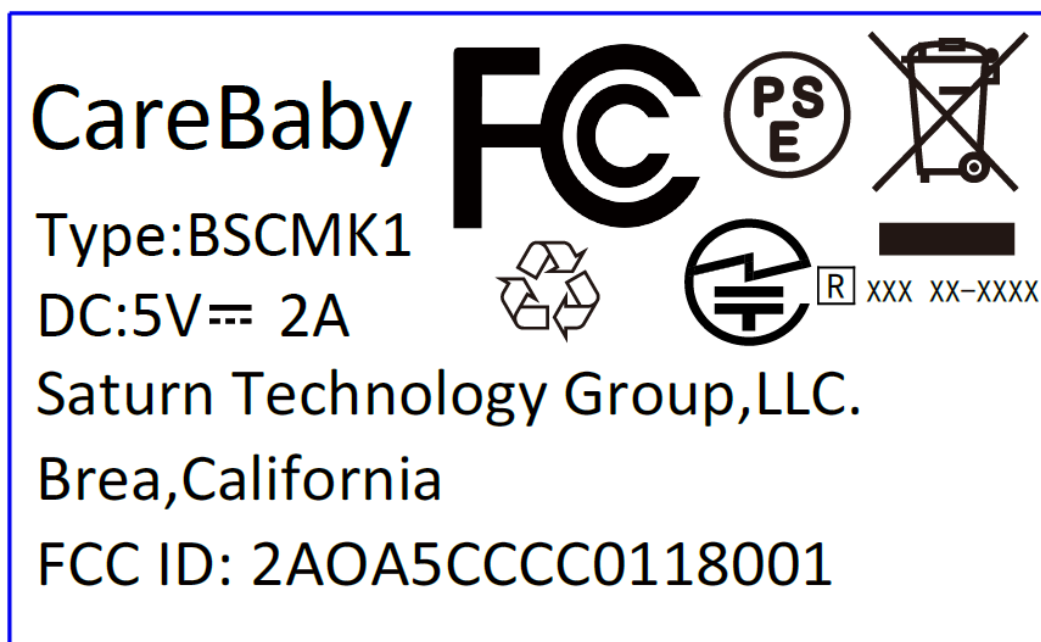 CareBaby
FC
PS
E
Type:BSCMK1
R XXX XX-XXXX
DC:5V 2A
Saturn Technology Group,LLC.
Brea,California
FCC ID: 2AOA5CCCC0118001